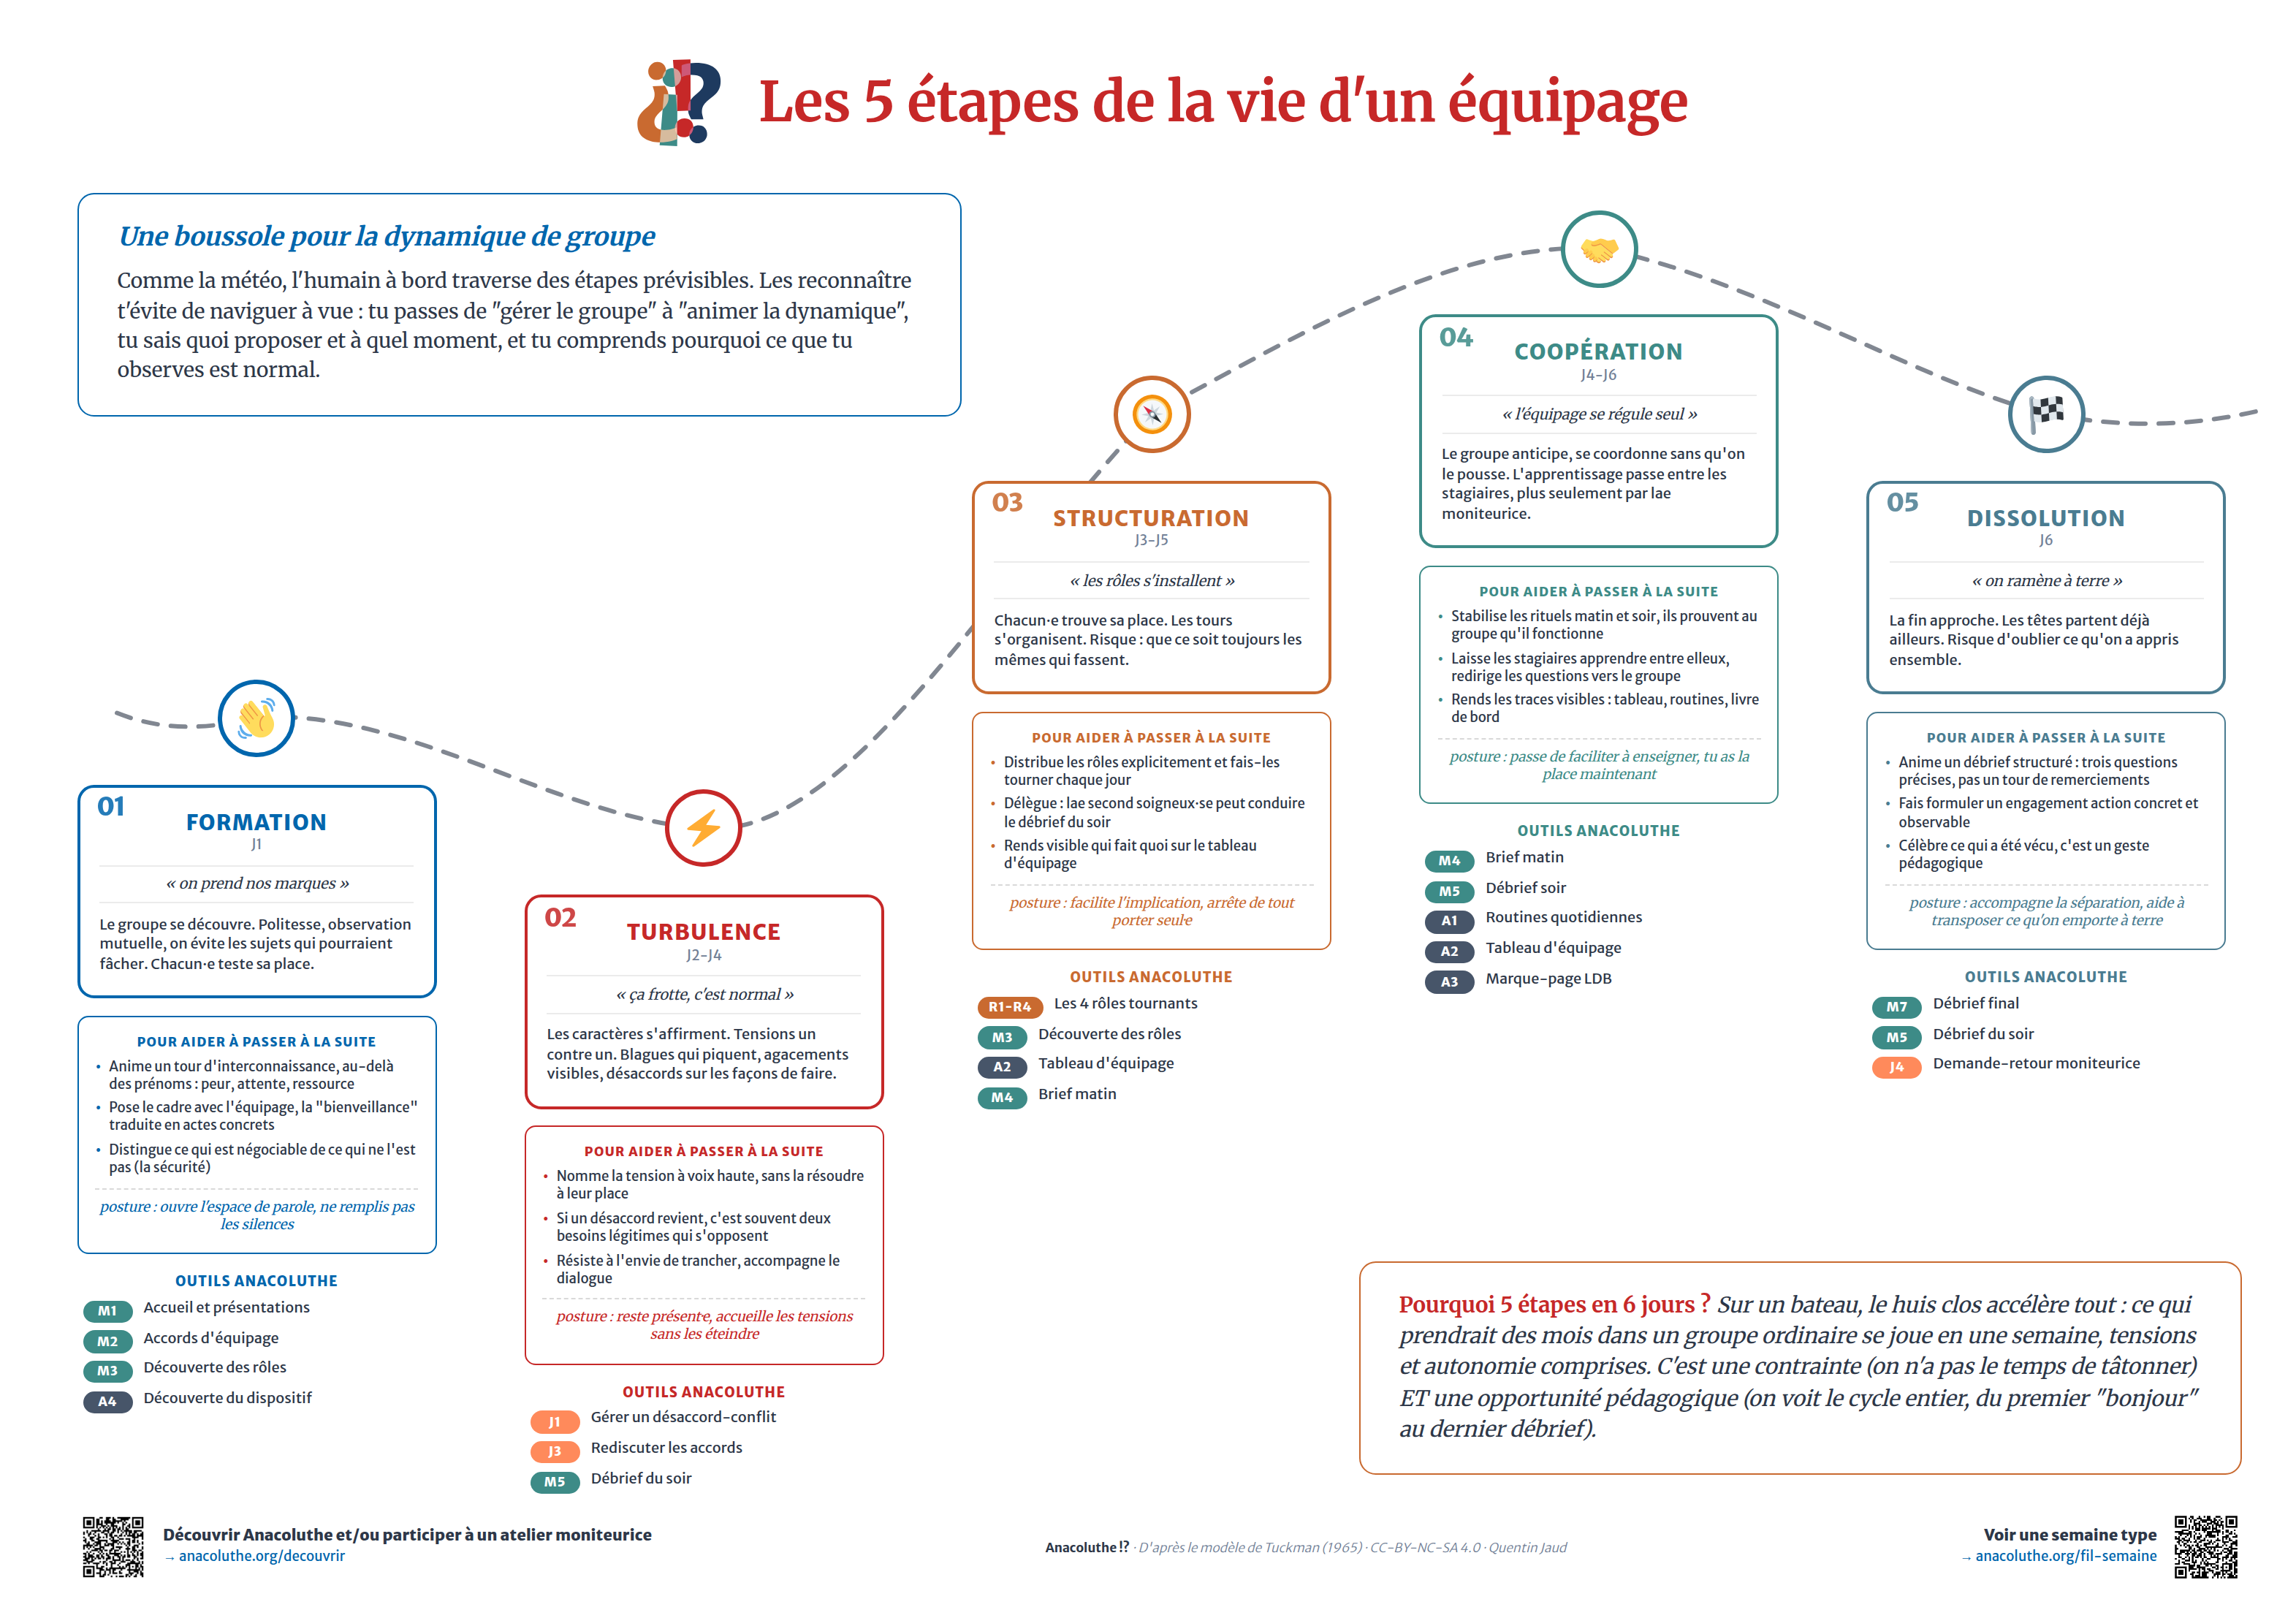 Les 5 étapes de la vie d'un équipage
Une boussole pour la dynamique de groupe
Comme la météo, l'humain à bord traverse des étapes prévisibles. Les reconnaître
t'évite de naviguer à vue : tu passes de "gérer le groupe" à "animer la dynamique",
tu sais quoi proposer et à quel moment, et tu comprends pourquoi ce que tu
observes est normal.
01
FORMATION
J1
« on prend nos marques »
Le groupe se découvre. Politesse, observation
mutuelle, on évite les sujets qui pourraient
fâcher. Chacun·e teste sa place.
POUR AIDER À PASSER À LA SUITE
• Anime un tour d'interconnaissance, au-delà
des prénoms : peur, attente, ressource
• Pose le cadre avec l'équipage, la "bienveillance"
traduite en actes concrets
• Distingue ce qui est négociable de ce qui ne l'est
pas (la sécurité)
posture : ouvre l'espace de parole, ne remplis pas
les silences
OUTILS ANACOLUTHE
M1 Accueil et présentations
M2 Accords d'équipage
M3 Découverte des rôles
A4 Découverte du dispositif
02
TURBULENCE
J2-J4
« ça frotte, c'est normal »
Les caractères s'affirment. Tensions un
contre un. Blagues qui piquent, agacements
visibles, désaccords sur les façons de faire.
POUR AIDER À PASSER À LA SUITE
• Nomme la tension à voix haute, sans la résoudre
à leur place
• Si un désaccord revient, c'est souvent deux
besoins légitimes qui s'opposent
• Résiste à l'envie de trancher, accompagne le
dialogue
posture : reste présent·e, accueille les tensions
sans les éteindre
OUTILS ANACOLUTHE
J1 Gérer un désaccord-conflit
J3 Rediscuter les accords
M5 Débrief du soir
03
STRUCTURATION
J3-J5
« les rôles s'installent »
Chacun·e trouve sa place. Les tours
s'organisent. Risque : que ce soit toujours les
mêmes qui fassent.
POUR AIDER À PASSER À LA SUITE
• Distribue les rôles explicitement et fais-les
tourner chaque jour
• Délègue : lae second soigneux·se peut conduire
le débrief du soir
• Rends visible qui fait quoi sur le tableau
d'équipage
posture : facilite l'implication, arrête de tout
porter seul·e
OUTILS ANACOLUTHE
R1-R4 Les 4 rôles tournants
M3 Découverte des rôles
A2 Tableau d'équipage
M4 Brief matin
04
COOPÉRATION
J4-J6
« l'équipage se régule seul »
Le groupe anticipe, se coordonne sans qu'on
le pousse. L'apprentissage passe entre les
stagiaires, plus seulement par lae
moniteurice.
POUR AIDER À PASSER À LA SUITE
• Stabilise les rituels matin et soir, ils prouvent au
groupe qu'il fonctionne
• Laisse les stagiaires apprendre entre elleux,
redirige les questions vers le groupe
• Rends les traces visibles : tableau, routines, livre
de bord
posture : passe de faciliter à enseigner, tu as la
place maintenant
OUTILS ANACOLUTHE
M4 Brief matin
M5 Débrief soir
A1 Routines quotidiennes
A2 Tableau d'équipage
A3 Marque-page LDB
05
DISSOLUTION
J6
« on ramène à terre »
La fin approche. Les têtes partent déjà
ailleurs. Risque d'oublier ce qu'on a appris
ensemble.
POUR AIDER À PASSER À LA SUITE
• Anime un débrief structuré : trois questions
précises, pas un tour de remerciements
• Fais formuler un engagement action concret et
observable
• Célèbre ce qui a été vécu, c'est un geste
pédagogique
posture : accompagne la séparation, aide à
transposer ce qu'on emporte à terre
OUTILS ANACOLUTHE
M7 Débrief final
M5 Débrief du soir
J4 Demande-retour moniteurice
Pourquoi 5 étapes en 6 jours ? Sur un bateau, le huis clos accélère tout : ce qui
prendrait des mois dans un groupe ordinaire se joue en une semaine, tensions
et autonomie comprises. C'est une contrainte (on n'a pas le temps de tâtonner)
ET une opportunité pédagogique (on voit le cycle entier, du premier "bonjour"
au dernier débrief).
Découvrir Anacoluthe et/ou participer à un atelier moniteurice
→ anacoluthe.org/decouvrir
Anacoluthe !? · D'après le modèle de Tuckman (1965) · CC-BY-NC-SA 4.0 · Quentin Jaud
Voir une semaine type
→ anacoluthe.org/fil-semaine